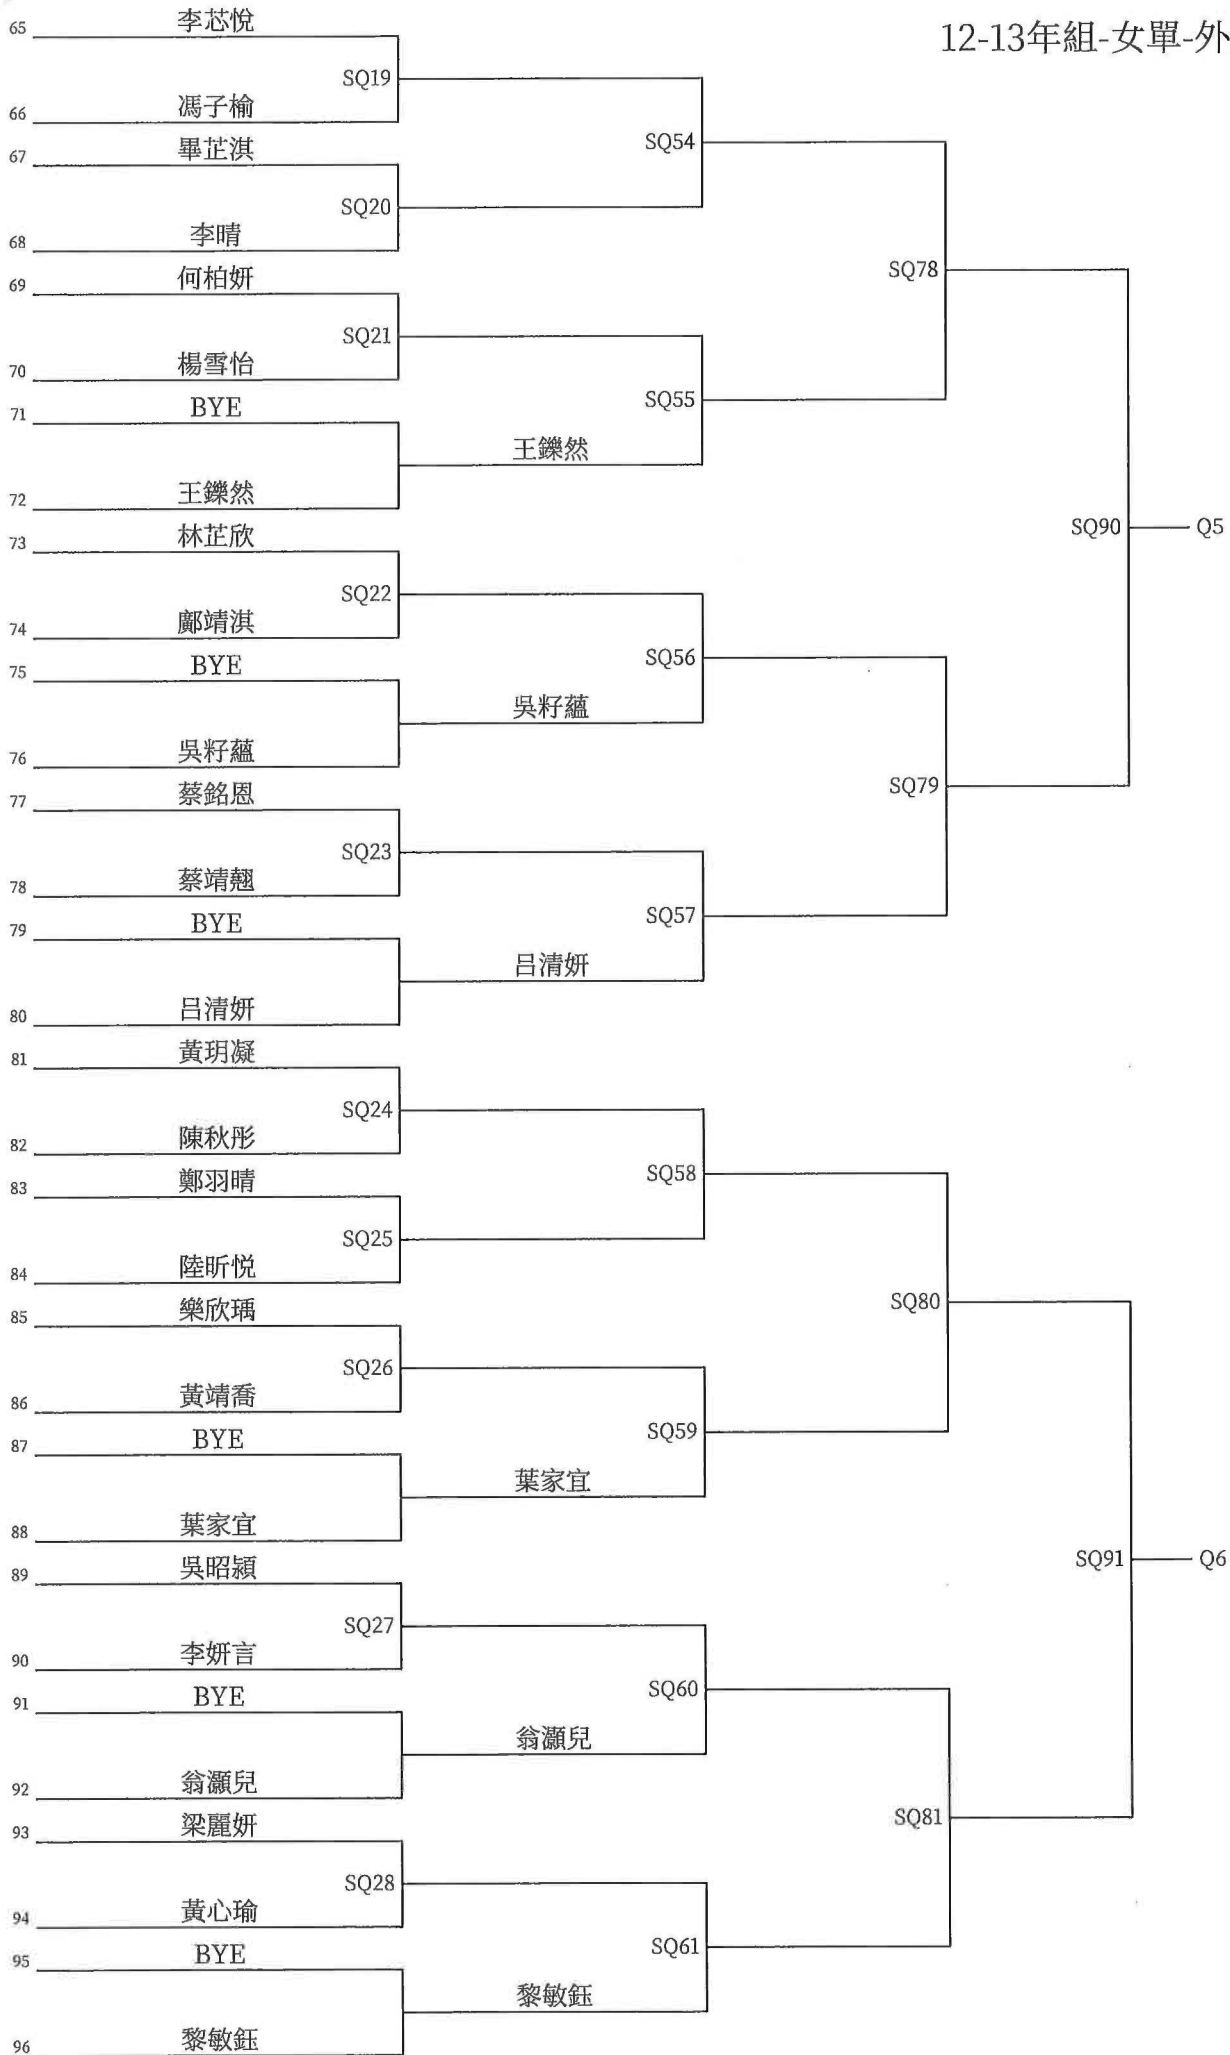 12-13年組-女單-外
65 李芯悅
SQ19
66 馮子榆
67 畢芷淇
SQ54
SQ20
68 李晴
69 何柏妍
SQ78
SQ21
70 楊雪怡
71 BYE
SQ55
王鑠然
72 王鑠然
73 林芷欣
SQ90 Q5
SQ22
74 鄺靖淇
75 BYE
SQ56
吳籽蘊
76 吳籽蘊
77 蔡銘恩
SQ79
SQ23
78 蔡靖翹
79 BYE
SQ57
吕清妍
80 吕清妍
81 黃玥凝
SQ24
82 陳秋彤
83 鄭羽晴
SQ58
SQ25
84 陸昕悦
85 樂欣瑀
SQ80
SQ26
86 黃靖喬
87 BYE
SQ59
葉家宜
88 葉家宜
89 吳昭潁
SQ91 Q6
SQ27
90 李妍言
91 BYE
SQ60
翁灝兒
92 翁灝兒
93 梁麗妍
SQ81
SQ28
94 黃心瑜
95 BYE
SQ61
黎敏鈺
96 黎敏鈺